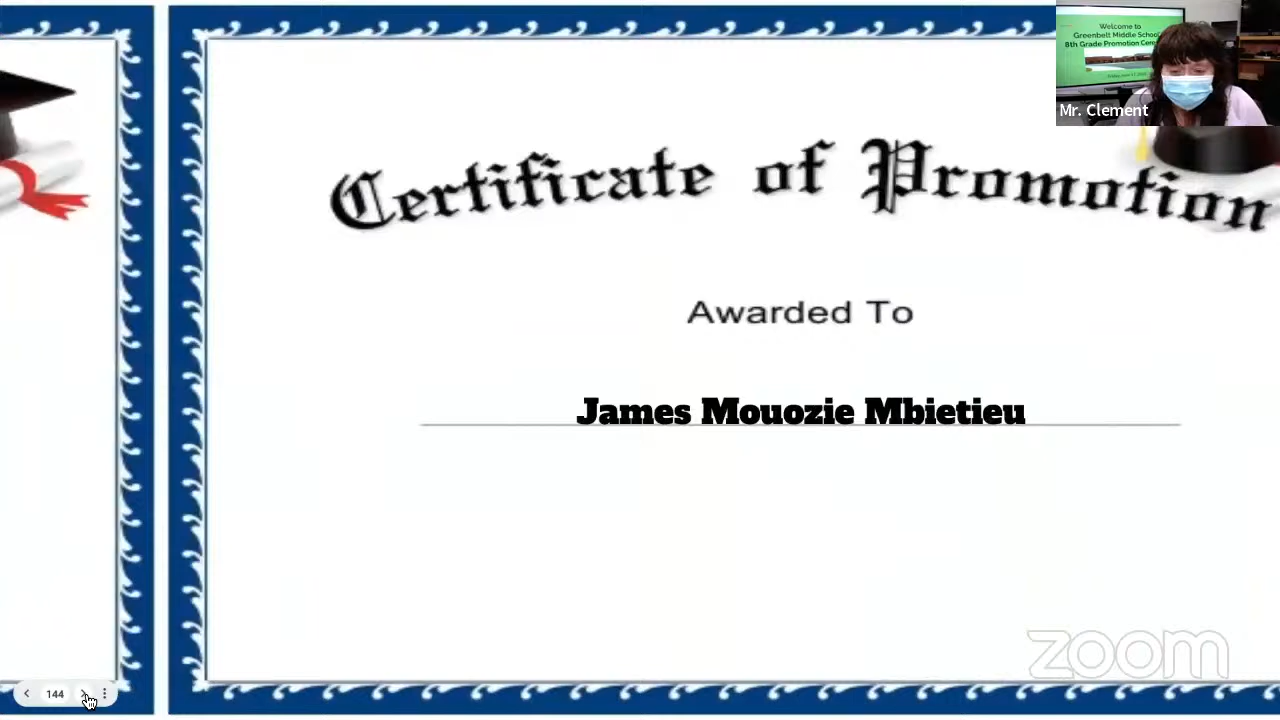 Welcome to
Greenbelt Middle School
8th Grade Promotion Cer
Mr. Clement
Certificate of Promotion
Awarded To
James Mouozie Mbietieu
zoom
144